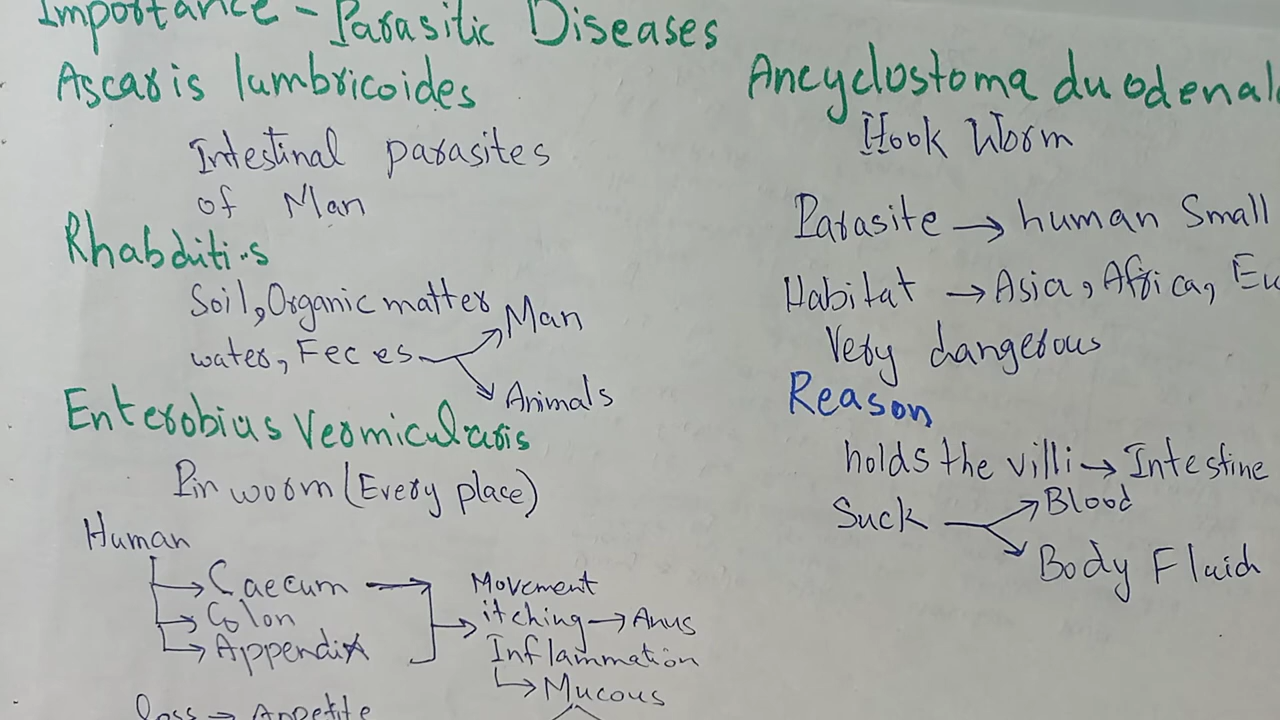 Importance - Parasitic Diseases
Ascaris lumbricoides
Intestinal parasites
of Man
Rhabditis
Soil, Organic matter
water, Feces → Man
→ Animals
Enterobius Vermicularis
Pin worm (Every place)
Human
→ Caecum → Movement
→ Colon → itching → Anus
→ Appendix Inflammation
→ Mucous
loss → Appetite
Ancyclostoma duodenal
Hook Worm
Parasite → human Small
Habitat → Asia, Africa, Eu
Very dangerous
Reason
holds the villi → Intestine
Suck → Blood
→ Body Fluid